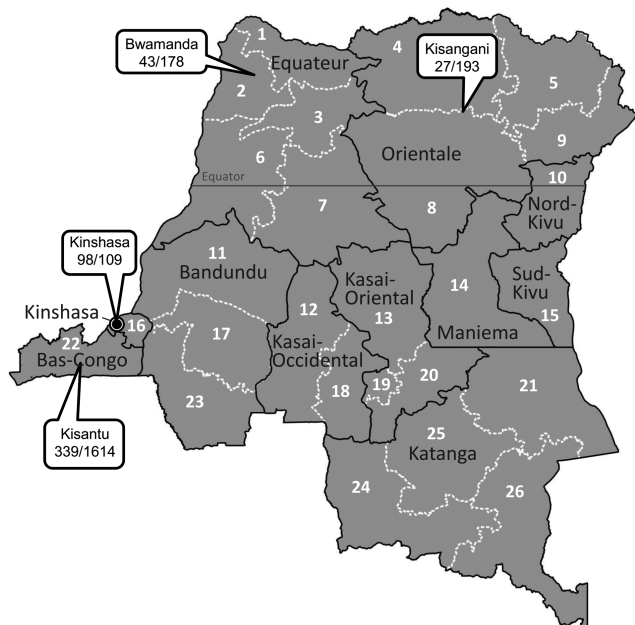 1
4
Bwamanda
43/178
Kisangani
27/193
Equateur
2
5
3
9
Orientale
6
10
Equator
7
8
Nord-
Kivu
Kinshasa
98/109
11
Bandundu
Kasai-
Oriental
Sud-
Kivu
12
13
14
15
Kinshasa
16
17
Maniema
22
Bas-Congo
Kasai-
Occidental
18
19
20
21
23
Kisantu
339/1614
25
Katanga
24
26